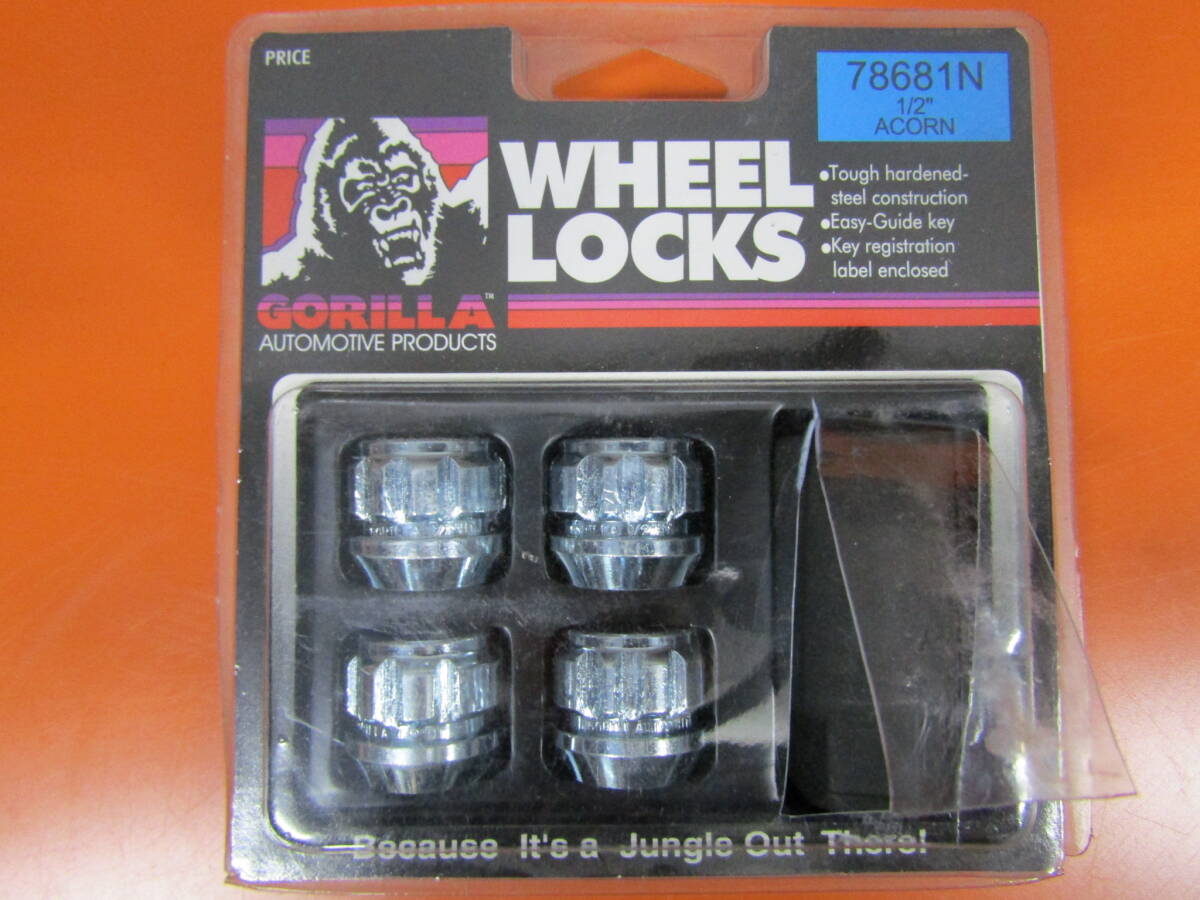 PRICE
78681N
1/2"
ACORN
WHEEL
LOCKS
•Tough hardened-
steel construction
•Easy-Guide key
•Key registration
label enclosed
GORILLA™
AUTOMOTIVE PRODUCTS
Because It's a Jungle Out There!